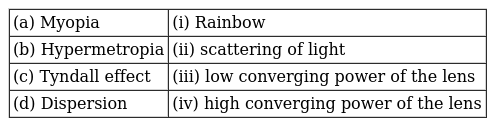 (a) Myopia (i) Rainbow
(b) Hypermetropia (ii) scattering of light
(c) Tyndall effect (iii) low converging power of the lens
(d) Dispersion (iv) high converging power of the lens